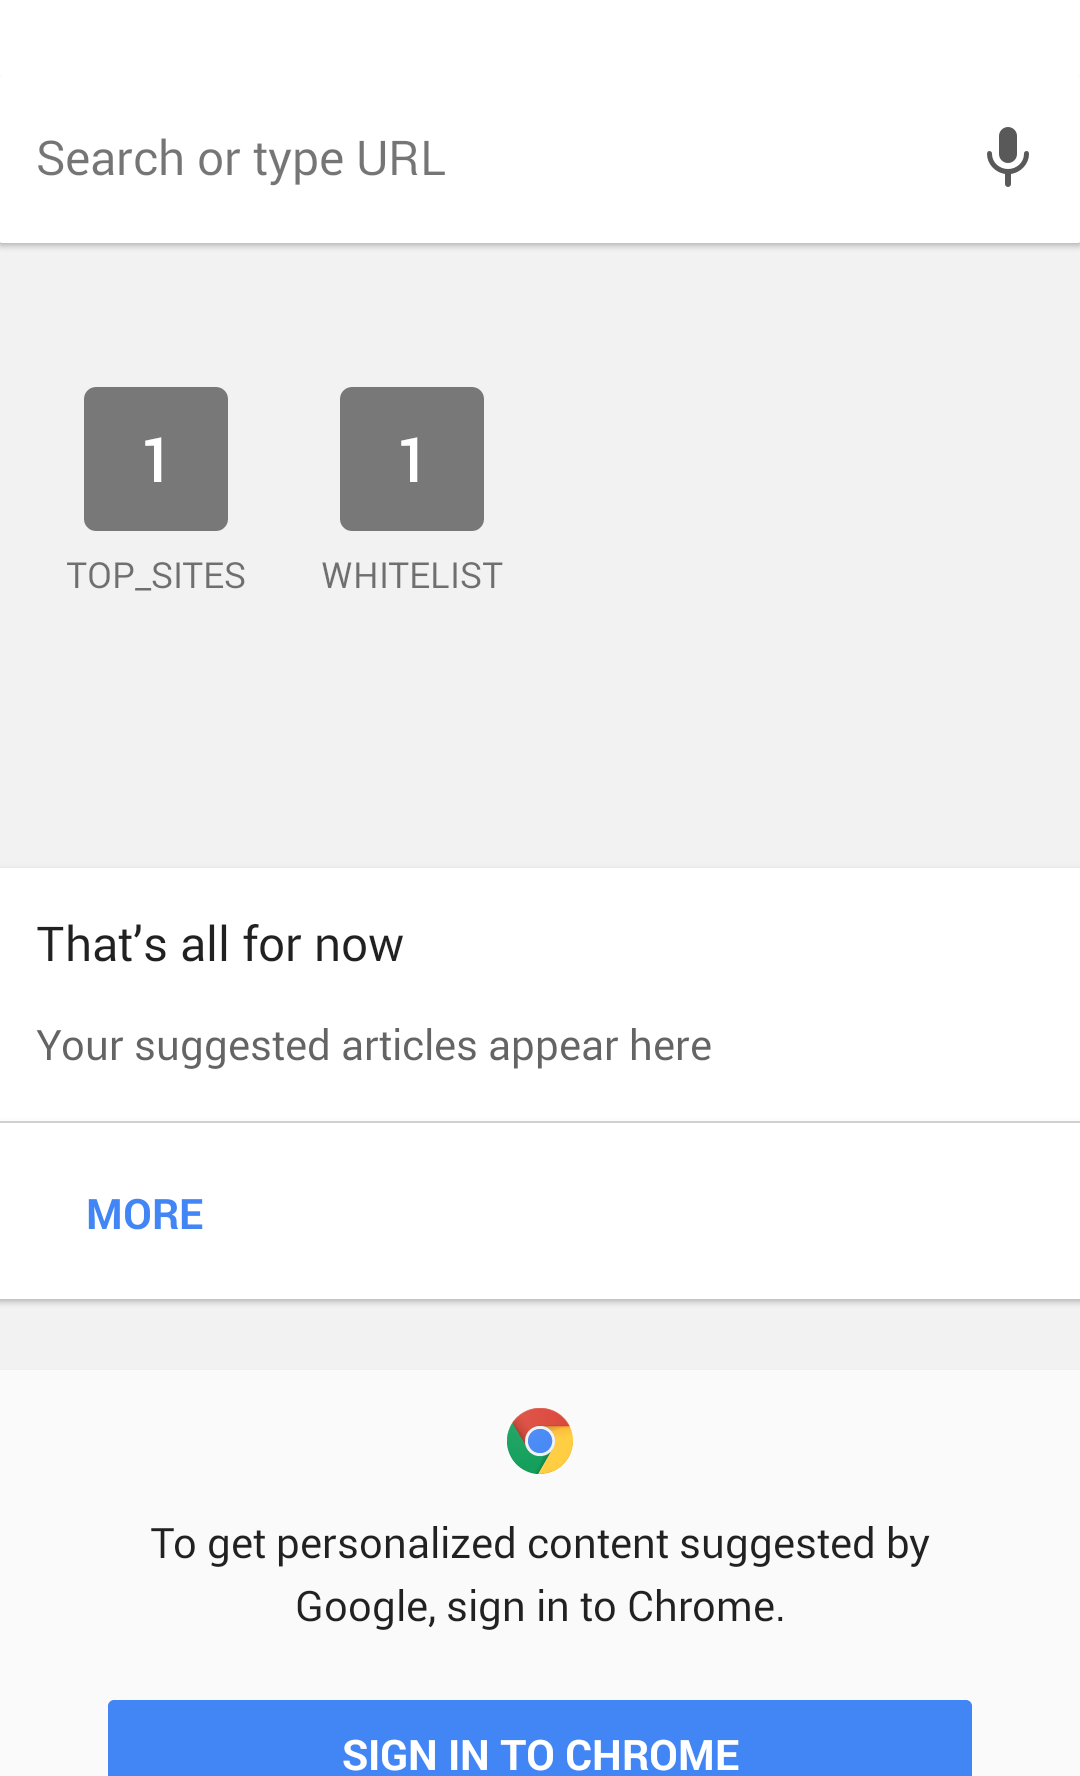 Search or type URL
1 1
TOP_SITES WHITELIST
That's all for now
Your suggested articles appear here
MORE
To get personalized content suggested by
Google, sign in to Chrome.
SIGN IN TO CHROME